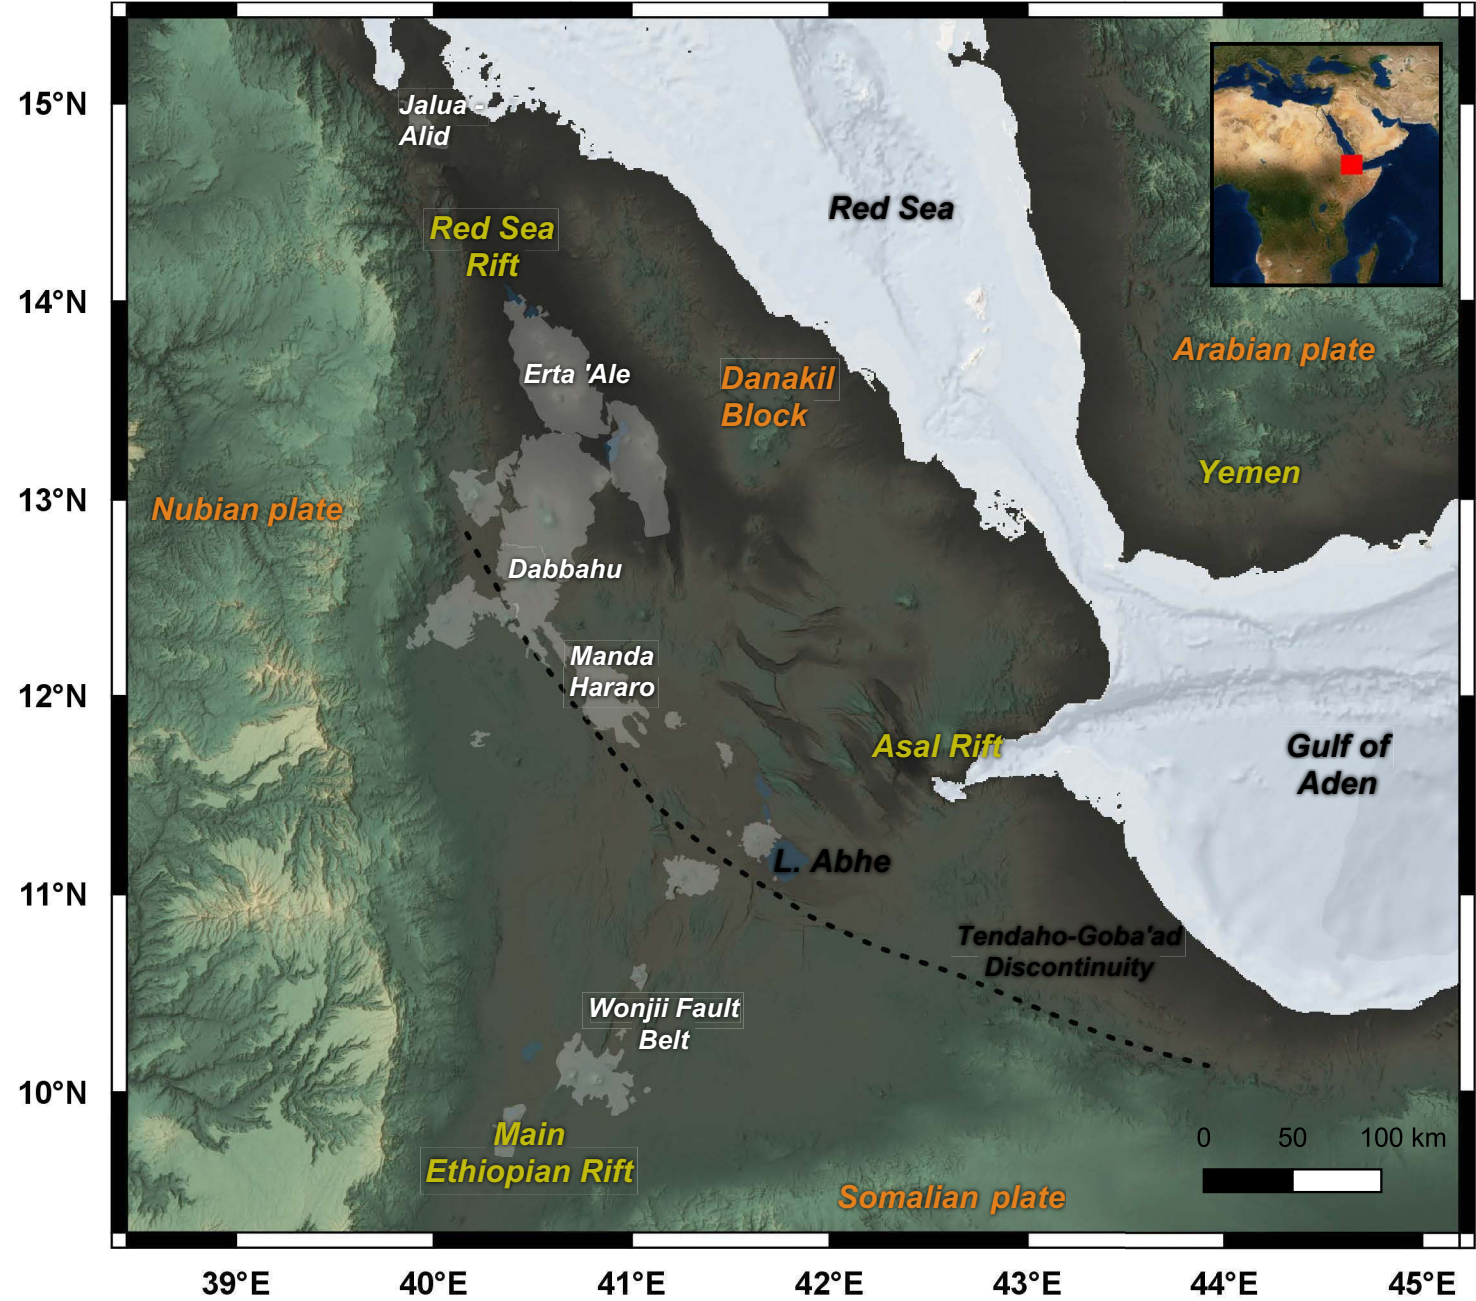 15°N
14°N
13°N
12°N
11°N
10°N
Jalua -
Alid
Red Sea
Red Sea
Rift
Arabian plate
Erta 'Ale
Danakil
Block
Yemen
Nubian plate
Dabbahu
Manda
Hararo
Asal Rift
Gulf of
Aden
L. Abhe
Tendaho-Goba'ad
Discontinuity
Wonjii Fault
Belt
Main
Ethiopian Rift
0 50 100 km
Somalian plate
39°E 40°E 41°E 42°E 43°E 44°E 45°E